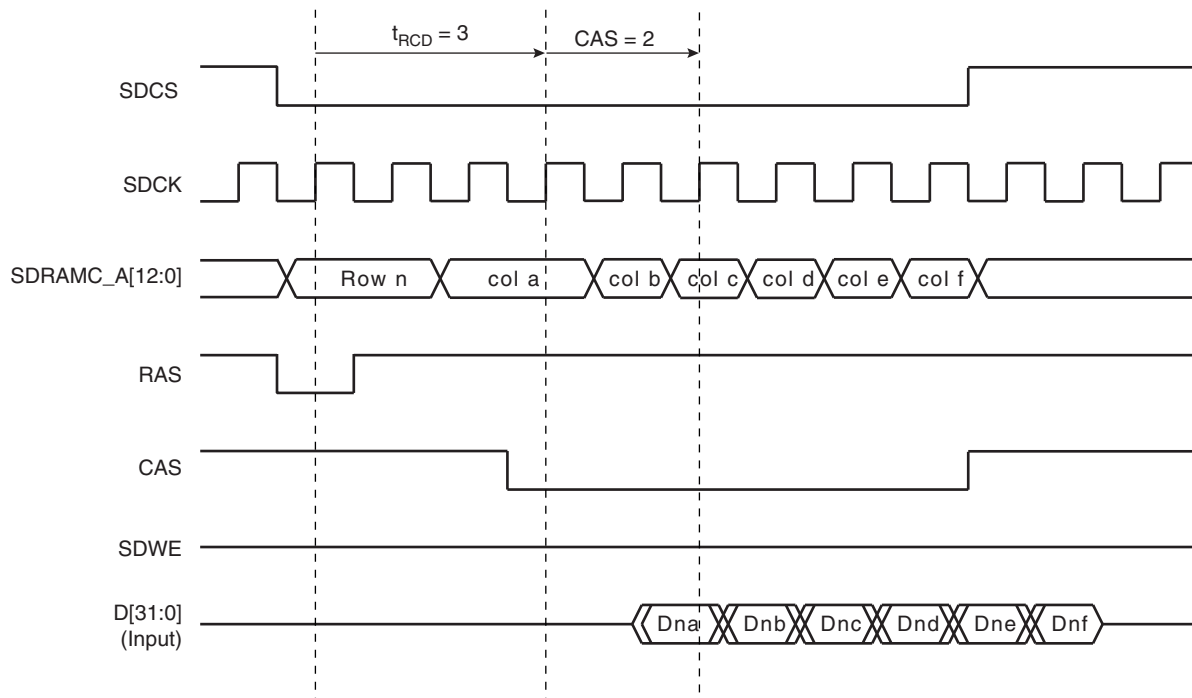 t_RCD = 3
CAS = 2
SDCS
SDCK
SDRAMC_A[12:0]
Row n
col a
col b
col c
col d
col e
col f
RAS
CAS
SDWE
D[31:0]
(Input)
Dna
Dnb
Dnc
Dnd
Dne
Dnf